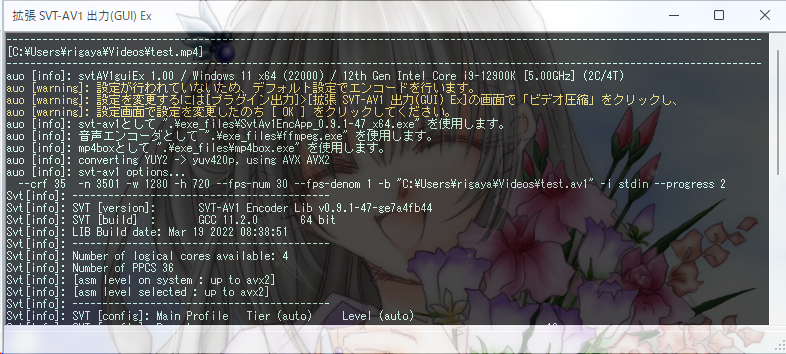 拡張 SVT-AV1 出力(GUI) Ex
------------------------------------------------------------------------------------------------------------------------
[C:¥Users¥rigaya¥Videos¥test.mp4]
------------------------------------------------------------------------------------------------------------------------
auo [info]: svtAV1guiEx 1.00 / Windows 11 x64 (22000) / 12th Gen Intel Core i9-12900K [5.00GHz] (2C/4T)
auo [warning]: 設定が行われていないため、デフォルト設定でエンコードを行います。
auo [warning]: 設定を変更するには[プラグイン出力]>[拡張 SVT-AV1 出力(GUI) Ex]の画面で「ビデオ圧縮」をクリックし、
auo [warning]: 設定画面で設定を変更したのち [ OK ] をクリックしてください。
auo [info]: svt-av1として ".¥exe_files¥SvtAv1EncApp_0.9.1-47_x64.exe" を使用します。
auo [info]: 音声エンコーダとして ".¥exe_files¥ffmpeg.exe" を使用します。
auo [info]: mp4boxとして ".¥exe_files¥mp4box.exe" を使用します。
auo [info]: converting YUY2 -> yuv420p, using AVX AVX2
auo [info]: svt-av1 options...
--crf 35 -n 3501 -w 1280 -h 720 --fps-num 30 --fps-denom 1 -b "C:¥Users¥rigaya¥Videos¥test.av1" -i stdin --progress 2
Svt[info]: -------------------------------------------
Svt[info]: SVT [version]: SVT-AV1 Encoder Lib v0.9.1-47-ge7a4fb44
Svt[info]: SVT [build] : GCC 11.2.0 64 bit
Svt[info]: LIB Build date: Mar 19 2022 08:38:51
Svt[info]: -------------------------------------------
Svt[info]: Number of logical cores available: 4
Svt[info]: Number of PPCS 36
Svt[info]: [asm level on system : up to avx2]
Svt[info]: [asm level selected : up to avx2]
Svt[info]: -------------------------------------------
Svt[info]: SVT [config]: Main Profile Tier (auto) Level (auto)